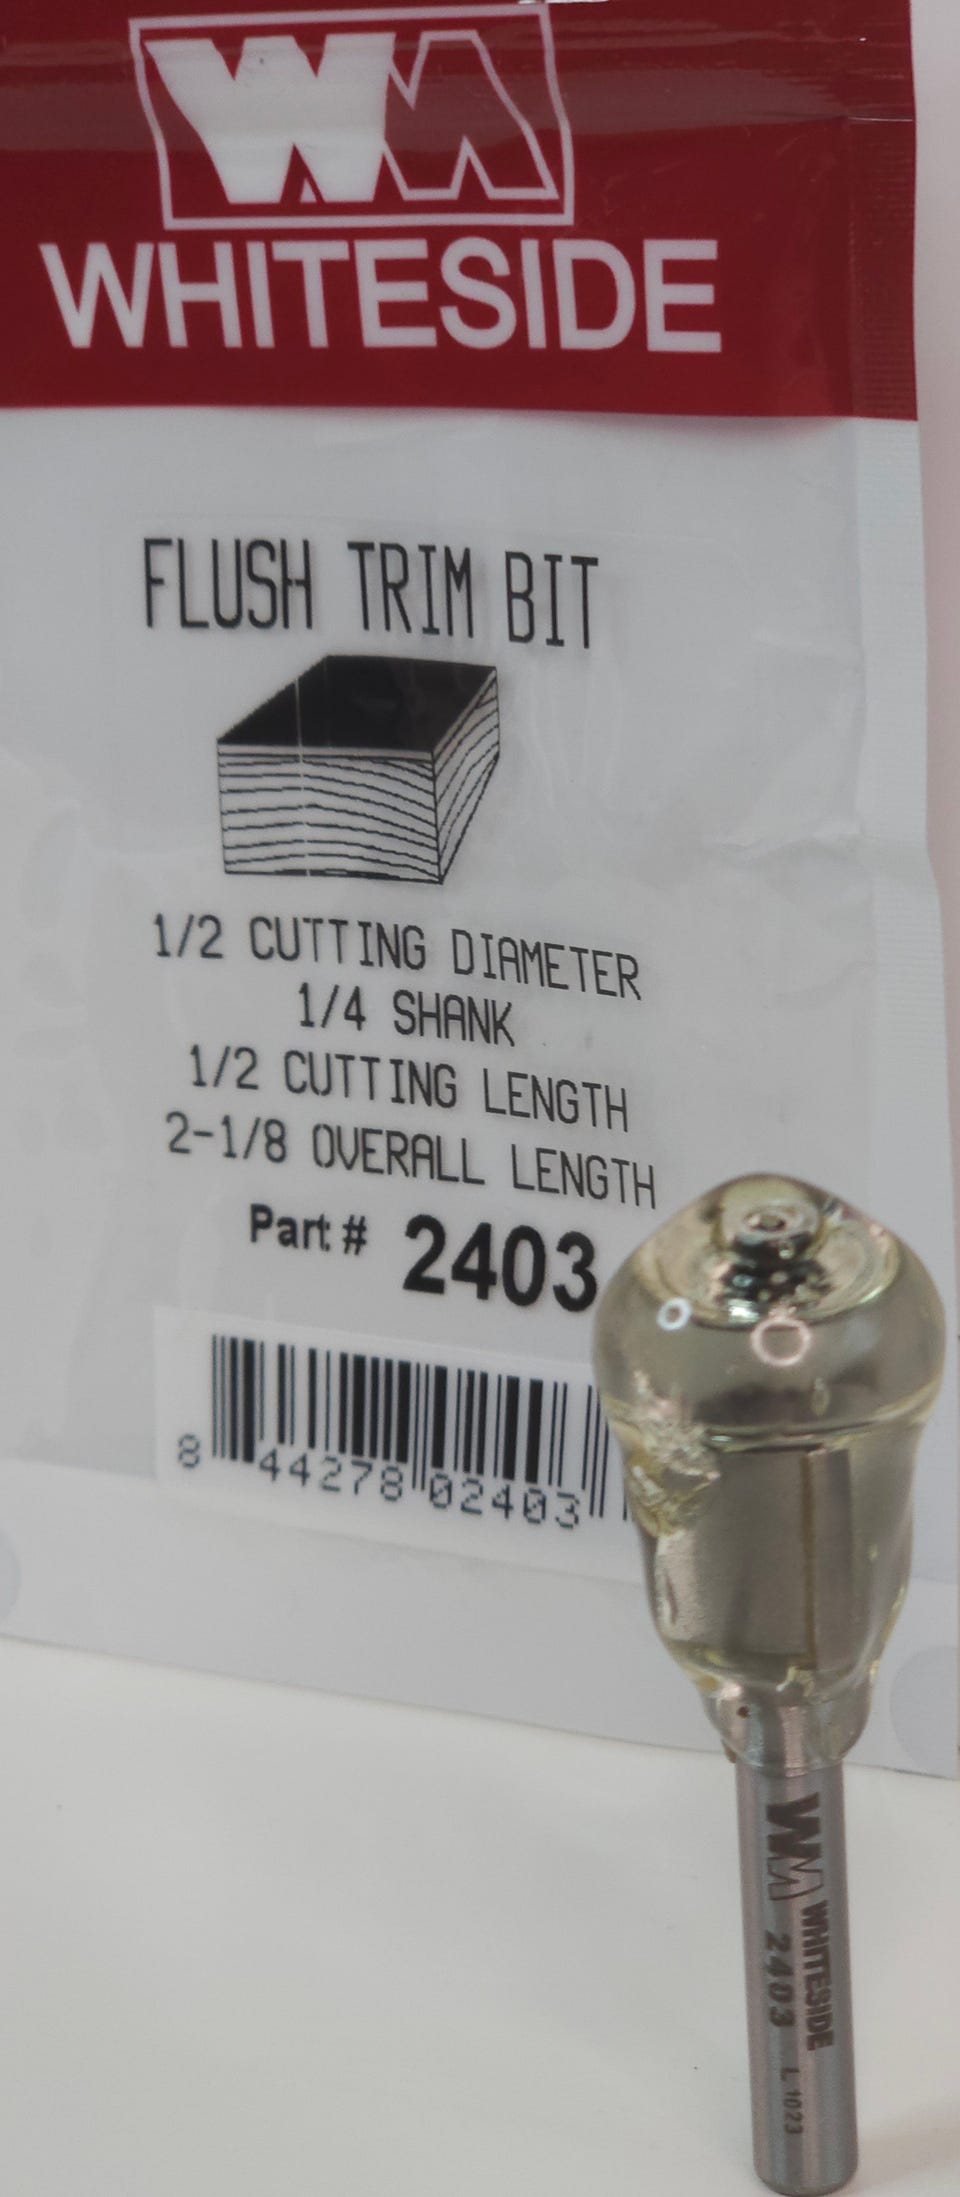 WHITESIDE
FLUSH TRIM BIT
1/2 CUTTING DIAMETER
1/4 SHANK
1/2 CUTTING LENGTH
2-1/8 OVERALL LENGTH
Part # 2403
8 44278 02403
WHITESIDE
2403 L 1023